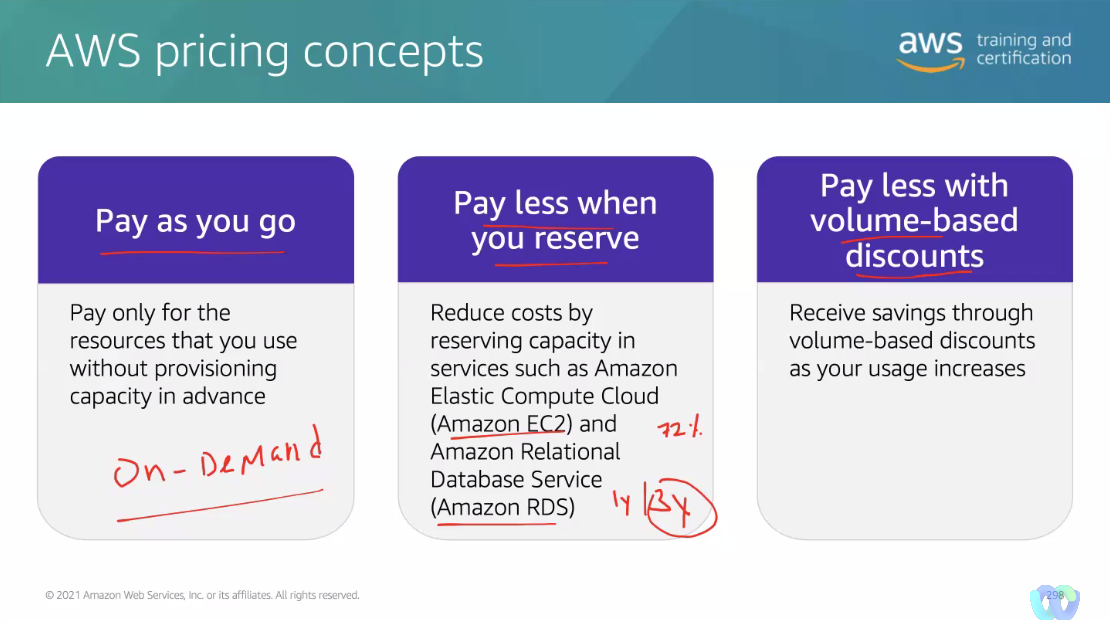 AWS pricing concepts
aws training and
certification
Pay as you go
Pay only for the
resources that you use
without provisioning
capacity in advance
On-DeMand
Pay less when
you reserve
Reduce costs by
reserving capacity in
services such as Amazon
Elastic Compute Cloud
(Amazon EC2) and
72%
Amazon Relational
Database Service
(Amazon RDS)
1y | 3y
Pay less with
volume-based
discounts
Receive savings through
volume-based discounts
as your usage increases
© 2021 Amazon Web Services, Inc. or its affiliates. All rights reserved.
298